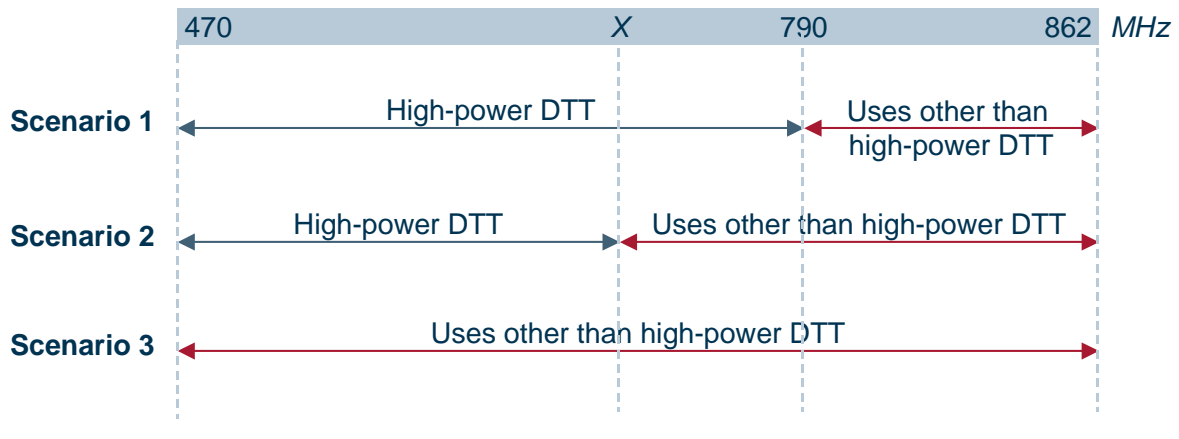 470 X 790 862 MHz
Scenario 1 High-power DTT Uses other than
high-power DTT
Scenario 2 High-power DTT Uses other than high-power DTT
Scenario 3 Uses other than high-power DTT